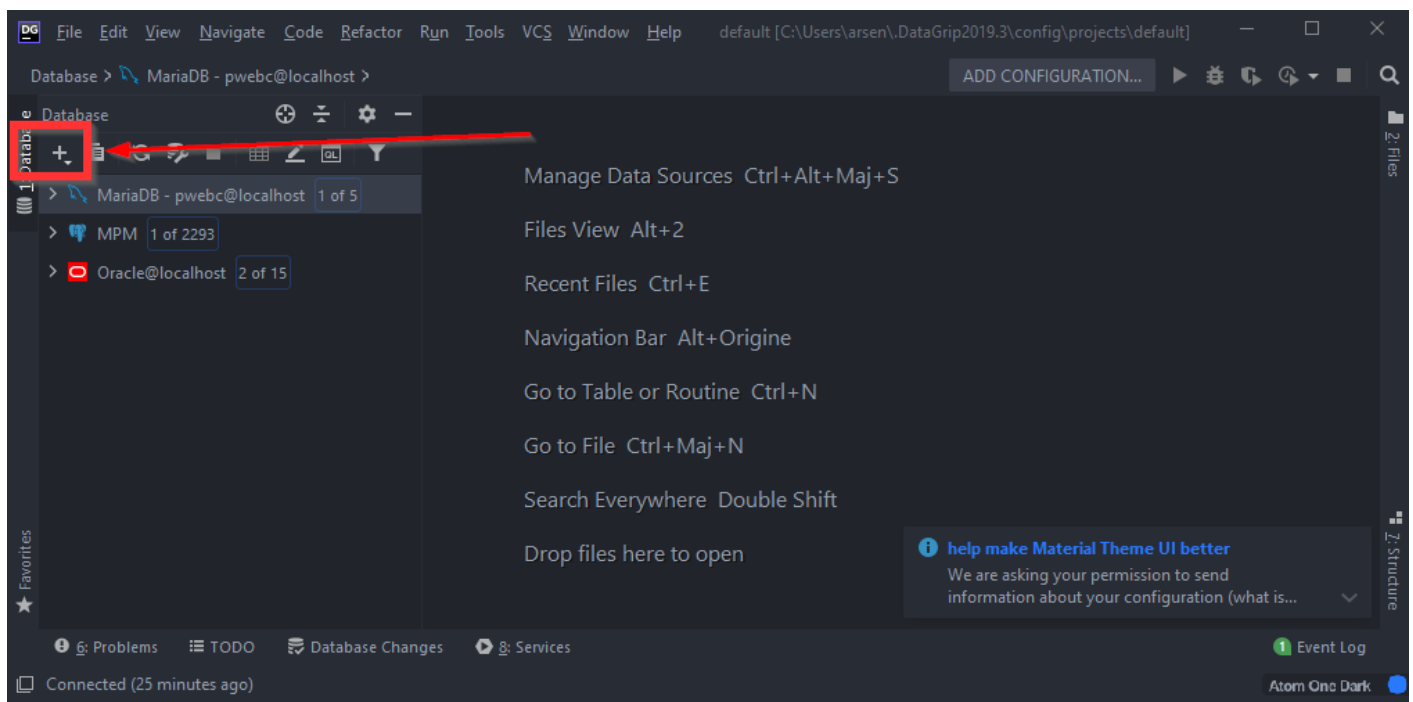 DG File Edit View Navigate Code Refactor Run Tools VCS Window Help default [C:\Users\arsen\.DataGrip2019.3\config\projects\default]
Database > MariaDB - pwebc@localhost > ADD CONFIGURATION...
Database
1: Database
QL
MariaDB - pwebc@localhost 1 of 5
MPM 1 of 2293
Oracle@localhost 2 of 15
Manage Data Sources Ctrl+Alt+Maj+S
Files View Alt+2
Recent Files Ctrl+E
Navigation Bar Alt+Origine
Go to Table or Routine Ctrl+N
Go to File Ctrl+Maj+N
Search Everywhere Double Shift
Drop files here to open
2: Files
7: Structure
Favorites
help make Material Theme UI better
We are asking your permission to send
information about your configuration (what is...
6: Problems TODO Database Changes 8: Services 1 Event Log
Connected (25 minutes ago) Atom One Dark